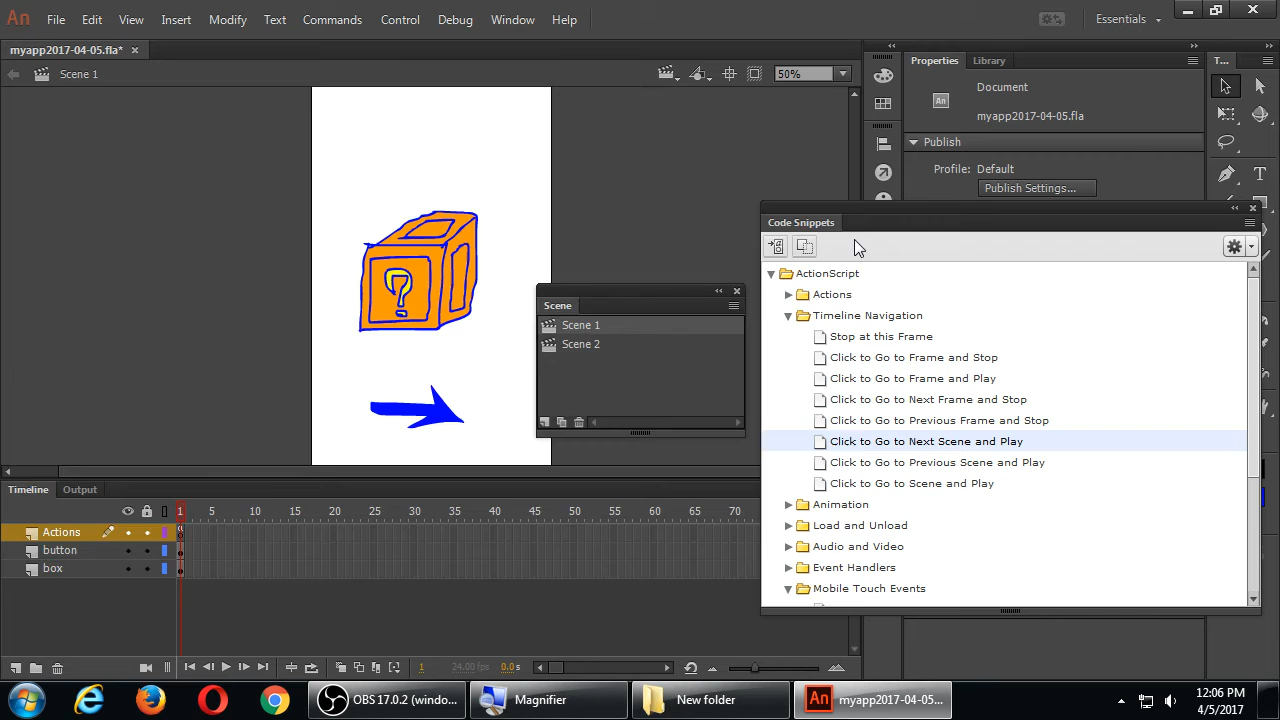 An File Edit View Insert Modify Text Commands Control Debug Window Help Essentials
myapp2017-04-05.fla*
Scene 1 50%
Properties Library T...
Document
An myapp2017-04-05.fla
Publish
Profile: Default
Publish Settings...
?
Code Snippets
ActionScript
Actions
Timeline Navigation
Stop at this Frame
Click to Go to Frame and Stop
Click to Go to Frame and Play
Click to Go to Next Frame and Stop
Click to Go to Previous Frame and Stop
Click to Go to Next Scene and Play
Click to Go to Previous Scene and Play
Click to Go to Scene and Play
Animation
Load and Unload
Audio and Video
Event Handlers
Mobile Touch Events
Scene
Scene 1
Scene 2
Timeline Output
1 5 10 15 20 25 30 35 40 45 50 55 60 65 70
Actions
button
box
1 24.00 fps 0.0 s
OBS 17.0.2 (windo... Magnifier New folder An myapp2017-04-05...
12:06 PM
4/5/2017